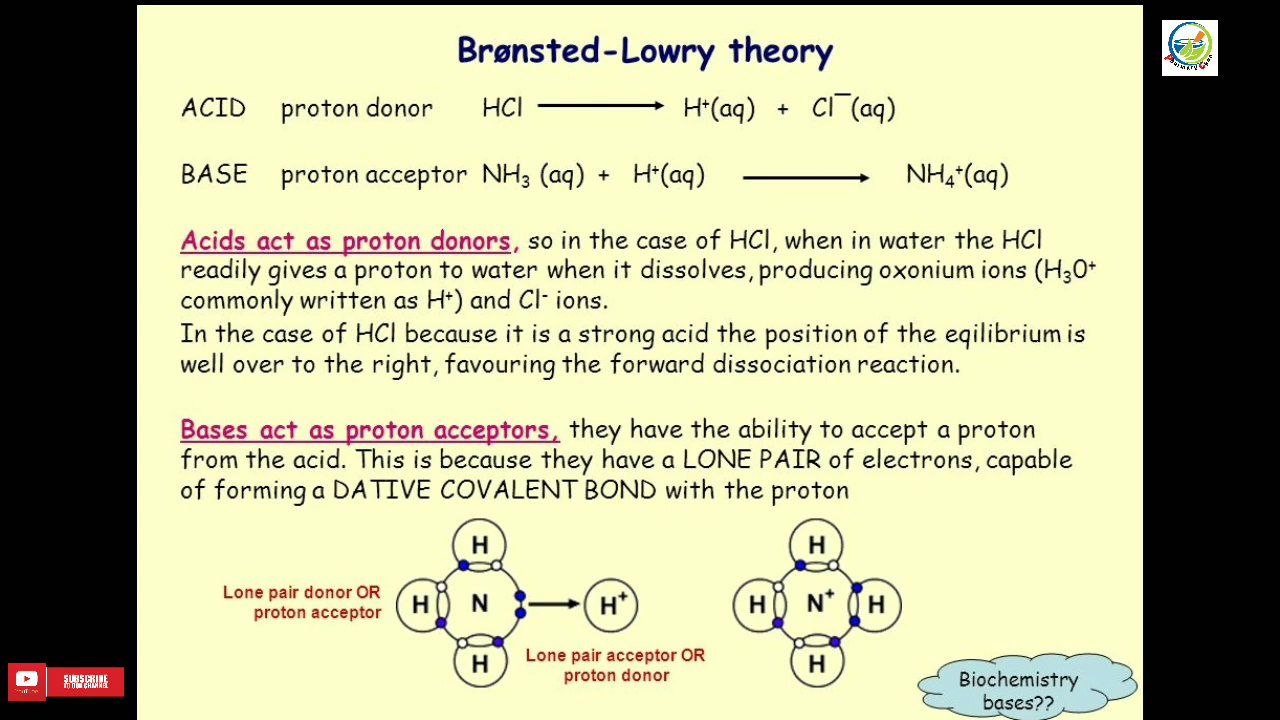 Brønsted-Lowry theory
ACID proton donor HCl H⁺(aq) + Cl¯(aq)
BASE proton acceptor NH₃ (aq) + H⁺(aq) NH₄⁺(aq)
Acids act as proton donors, so in the case of HCl, when in water the HCl
readily gives a proton to water when it dissolves, producing oxonium ions (H₃0⁺
commonly written as H⁺) and Cl⁻ ions.
In the case of HCl because it is a strong acid the position of the eqilibrium is
well over to the right, favouring the forward dissociation reaction.
Bases act as proton acceptors, they have the ability to accept a proton
from the acid. This is because they have a LONE PAIR of electrons, capable
of forming a DATIVE COVALENT BOND with the proton
H
H N
H
Lone pair donor OR
proton acceptor
H⁺
Lone pair acceptor OR
proton donor
H
H N⁺ H
H
Biochemistry
bases??
YouTube
SUBSCRIBE